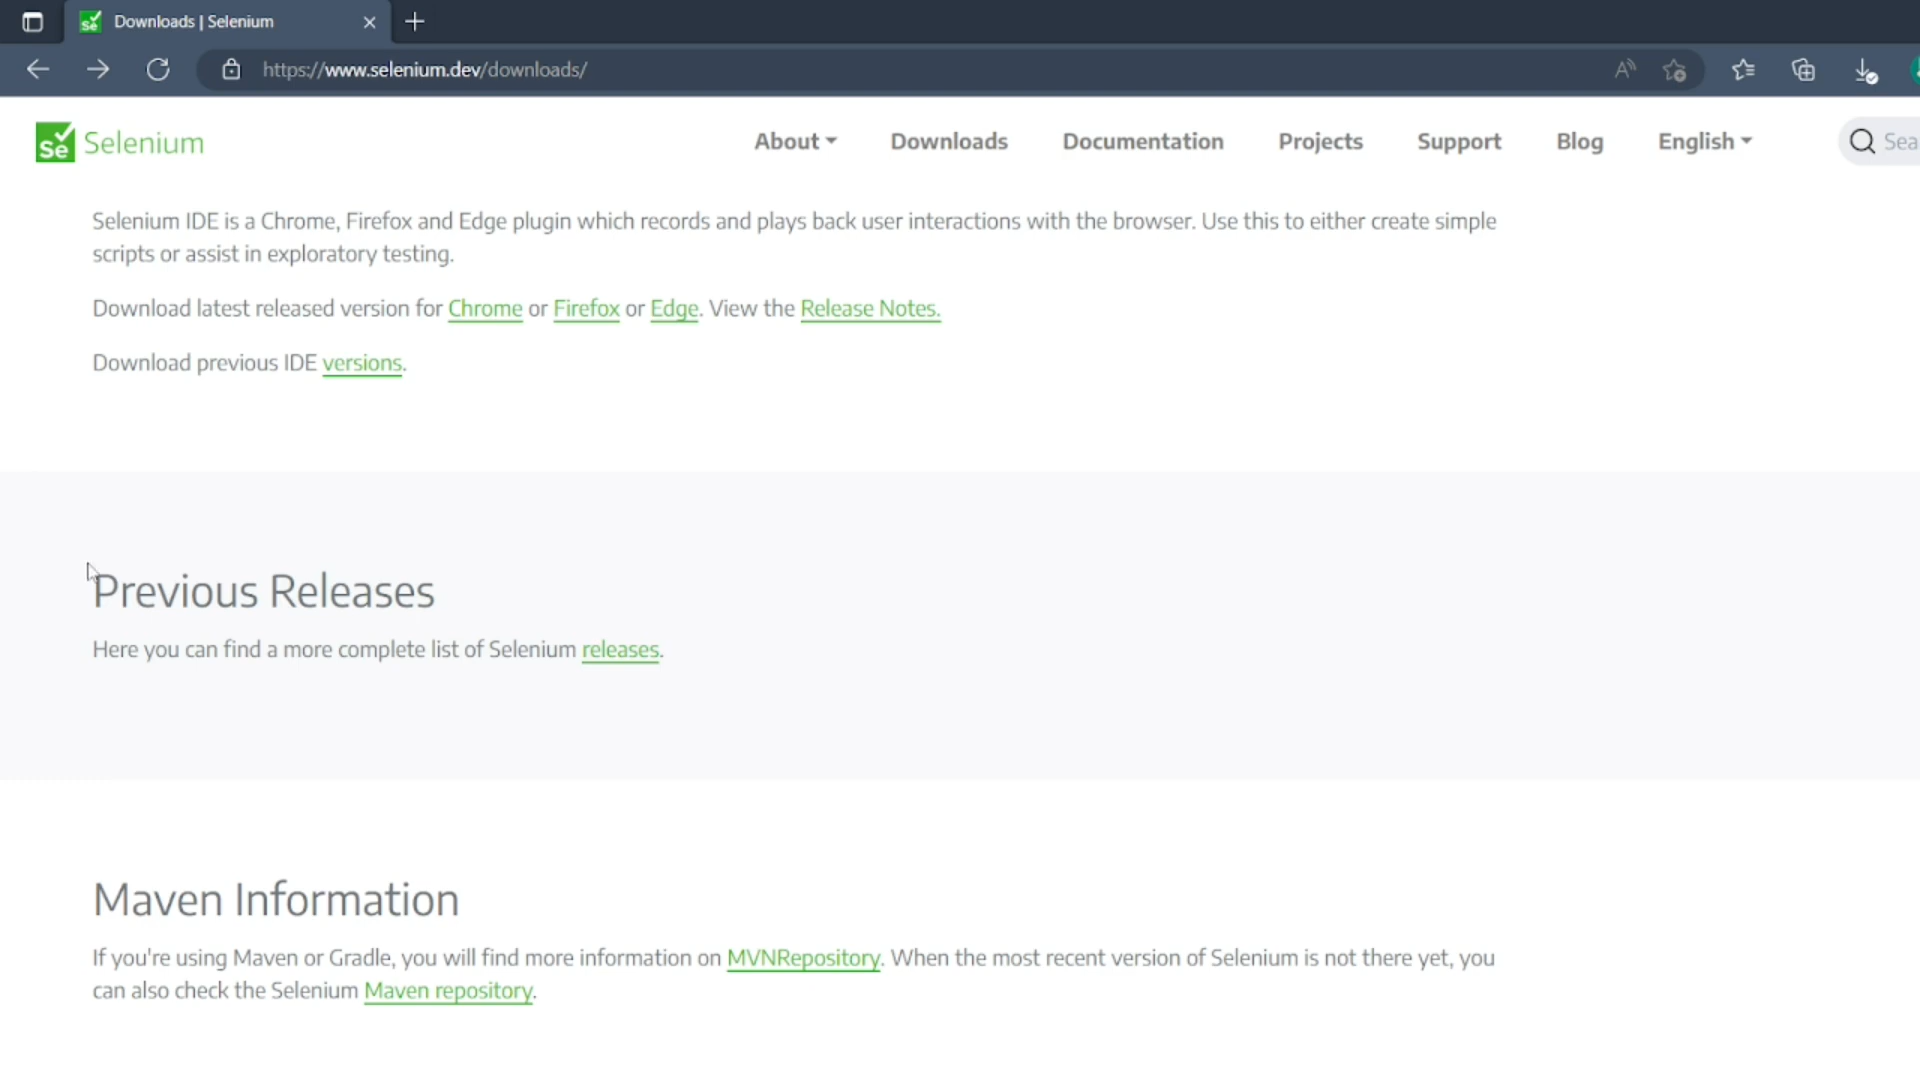 Downloads | Selenium
https://www.selenium.dev/downloads/
Se Selenium
About
Downloads
Documentation
Projects
Support
Blog
English
Selenium IDE is a Chrome, Firefox and Edge plugin which records and plays back user interactions with the browser. Use this to either create simple
scripts or assist in exploratory testing.
Download latest released version for Chrome or Firefox or Edge. View the Release Notes.
Download previous IDE versions.
Previous Releases
Here you can find a more complete list of Selenium releases.
Maven Information
If you're using Maven or Gradle, you will find more information on MVNRepository. When the most recent version of Selenium is not there yet, you
can also check the Selenium Maven repository.